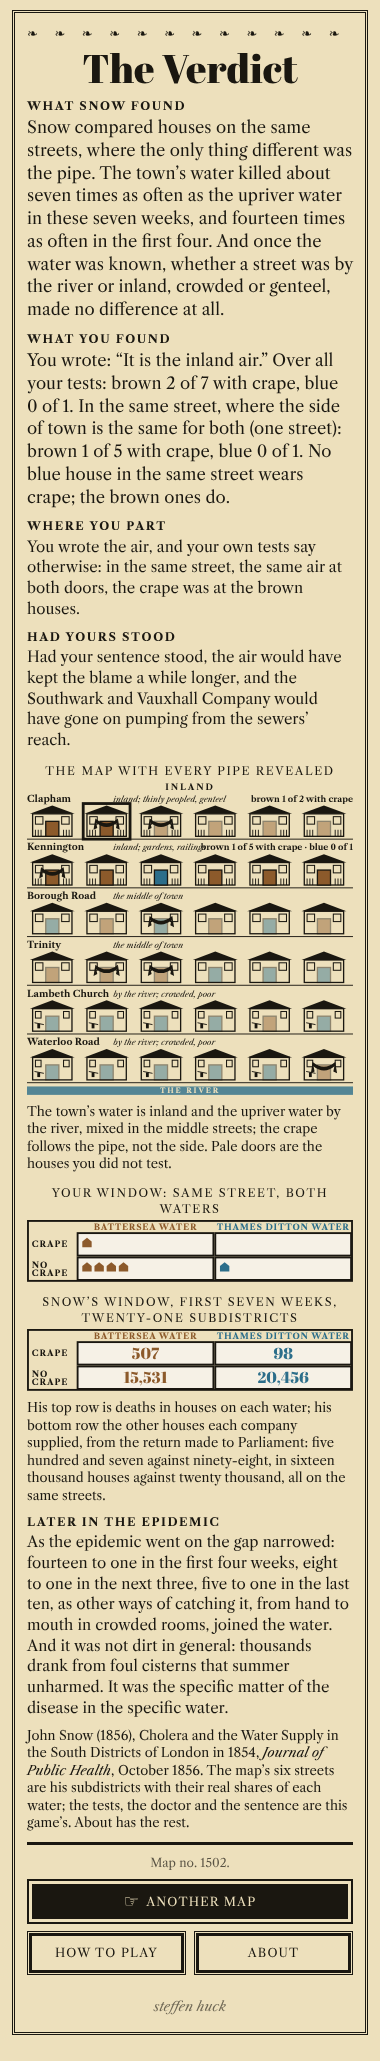 The Verdict
WHAT SNOW FOUND
Snow compared houses on the same
streets, where the only thing different was
the pipe. The town's water killed about
seven times as often as the upriver water
in these seven weeks, and fourteen times
as often in the first four. And once the
water was known, whether a street was by
the river or inland, crowded or genteel,
made no difference at all.
WHAT YOU FOUND
You wrote: “It is the inland air.” Over all
your tests: brown 2 of 7 with crape, blue
0 of 1. In the same street, where the side
of town is the same for both (one street):
brown 1 of 5 with crape, blue 0 of 1. No
blue house in the same street wears
crape; the brown ones do.
WHERE YOU PART
You wrote the air, and your own tests say
otherwise: in the same street, the same air at
both doors, the crape was at the brown
houses.
HAD YOURS STOOD
Had your sentence stood, the air would have
kept the blame a while longer, and the
Southwark and Vauxhall Company would
have gone on pumping from the sewers'
reach.
THE MAP WITH EVERY PIPE REVEALED
INLAND
Clapham inland; thinly peopled, genteel brown 1 of 2 with crape
Kennington inland; gardens, railings brown 1 of 5 with crape · blue 0 of 1
Borough Road the middle of town
Trinity the middle of town
Lambeth Church by the river; crowded, poor
Waterloo Road by the river; crowded, poor
THE RIVER
The town's water is inland and the upriver water by
the river, mixed in the middle streets; the crape
follows the pipe, not the side. Pale doors are the
houses you did not test.
YOUR WINDOW: SAME STREET, BOTH
WATERS
BATTERSEA WATER THAMES DITTON WATER
CRAPE
NO
CRAPE
SNOW'S WINDOW, FIRST SEVEN WEEKS,
TWENTY-ONE SUBDISTRICTS
BATTERSEA WATER THAMES DITTON WATER
CRAPE 507 98
NO
CRAPE 15,531 20,456
His top row is deaths in houses on each water; his
bottom row the other houses each company
supplied, from the return made to Parliament: five
hundred and seven against ninety-eight, in sixteen
thousand houses against twenty thousand, all on the
same streets.
LATER IN THE EPIDEMIC
As the epidemic went on the gap narrowed:
fourteen to one in the first four weeks, eight
to one in the next three, five to one in the last
ten, as other ways of catching it, from hand to
mouth in crowded rooms, joined the water.
And it was not dirt in general: thousands
drank from foul cisterns that summer
unharmed. It was the specific matter of the
disease in the specific water.
John Snow (1856), Cholera and the Water Supply in
the South Districts of London in 1854, Journal of
Public Health, October 1856. The map's six streets
are his subdistricts with their real shares of each
water; the tests, the doctor and the sentence are this
game's. About has the rest.
Map no. 1502.
☞ ANOTHER MAP
HOW TO PLAY ABOUT
steffen huck